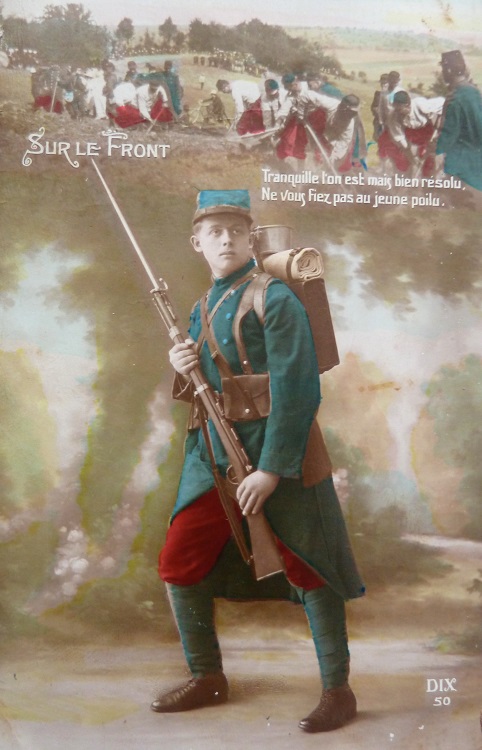 SUR LE FRONT
Tranquille l'on est mais bien résolu.
Ne vous fiez pas au jeune poilu.
DIX
50